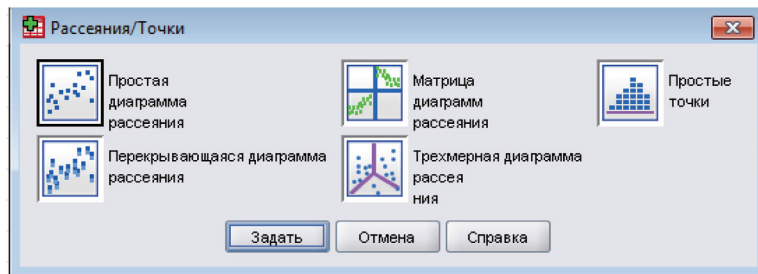 Рассеяния/Точки
Простая
диаграмма
рассеяния
Матрица
диаграмм
рассеяния
Простые
точки
Перекрывающаяся диаграмма
рассеяния
Трехмерная диаграмма
рассея
ния
Задать
Отмена
Справка